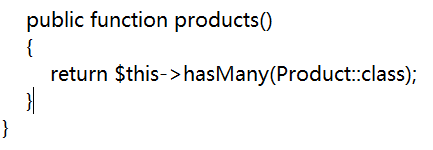 public function products()
{
return $this->hasMany(Product::class);
}
}